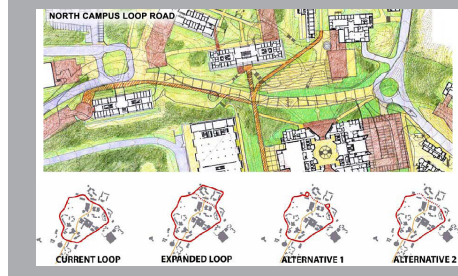 NORTH CAMPUS LOOP ROAD
CURRENT LOOP
EXPANDED LOOP
ALTERNATIVE 1
ALTERNATIVE 2